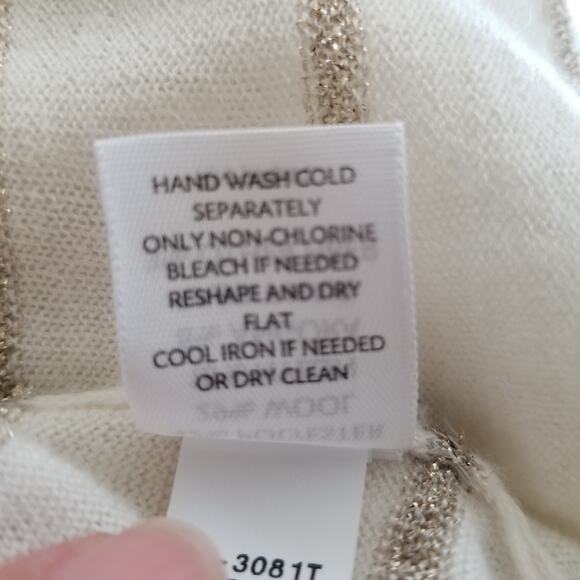 HAND WASH COLD
SEPARATELY
ONLY NON-CHLORINE
BLEACH IF NEEDED
RESHAPE AND DRY
FLAT
COOL IRON IF NEEDED
OR DRY CLEAN
-3081T